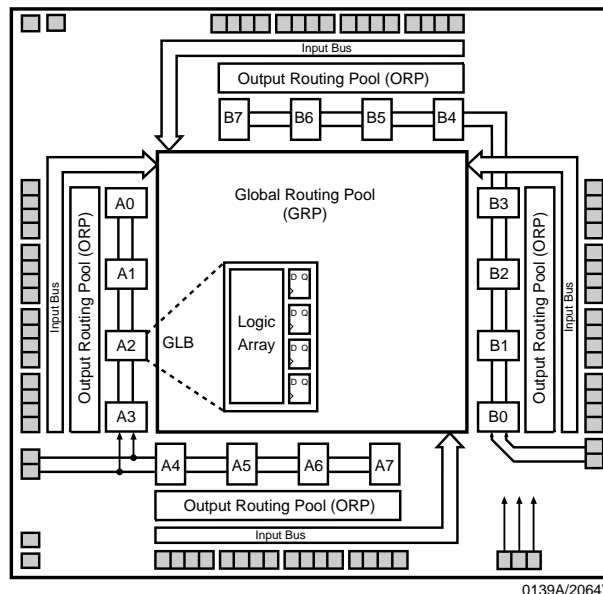 Input Bus
Output Routing Pool (ORP)
B7 B6 B5 B4
Global Routing Pool
(GRP)
Input Bus
Output Routing Pool (ORP)
A0
A1
A2
A3
GLB
Logic
Array
D Q
D Q
D Q
D Q
B3
B2
B1
B0
Output Routing Pool (ORP)
Input Bus
A4 A5 A6 A7
Output Routing Pool (ORP)
Input Bus